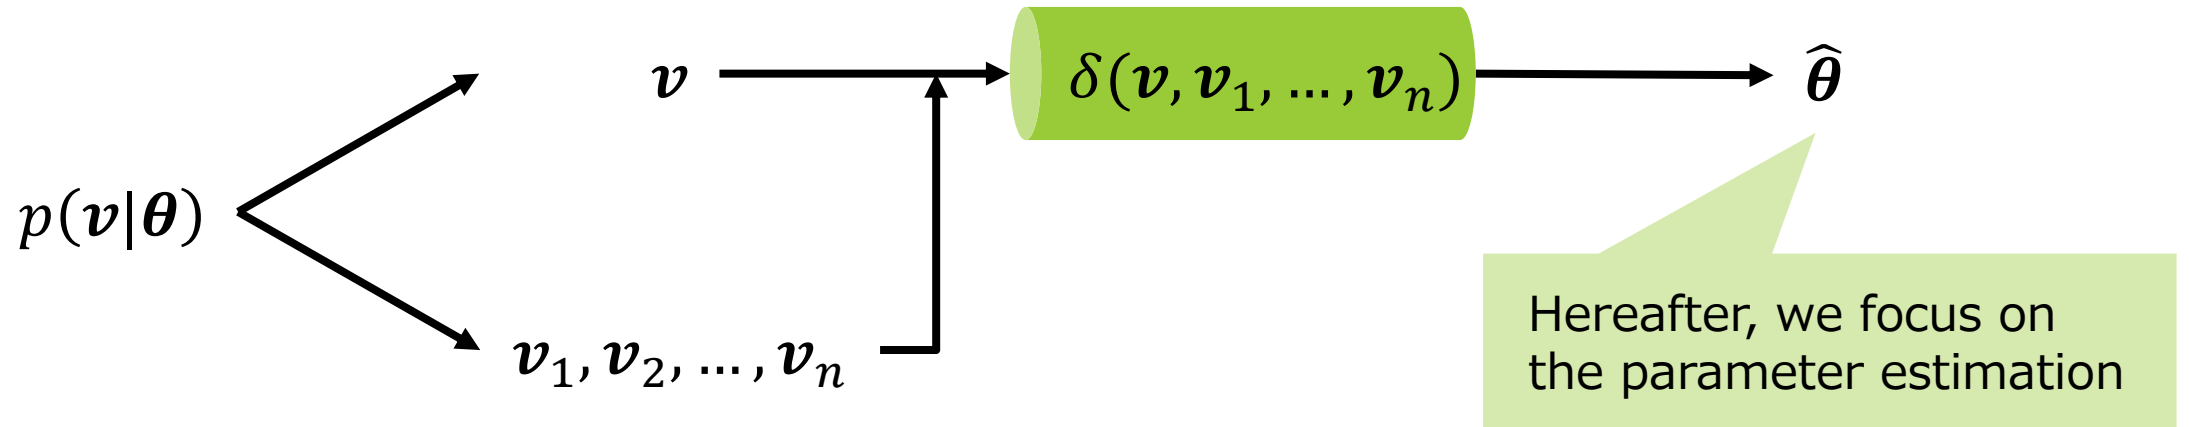 𝒗
δ(𝒗, 𝒗₁, … , 𝒗ₙ)
𝜽̂
p(𝒗|𝜽)
𝒗₁, 𝒗₂, … , 𝒗ₙ
Hereafter, we focus on
the parameter estimation